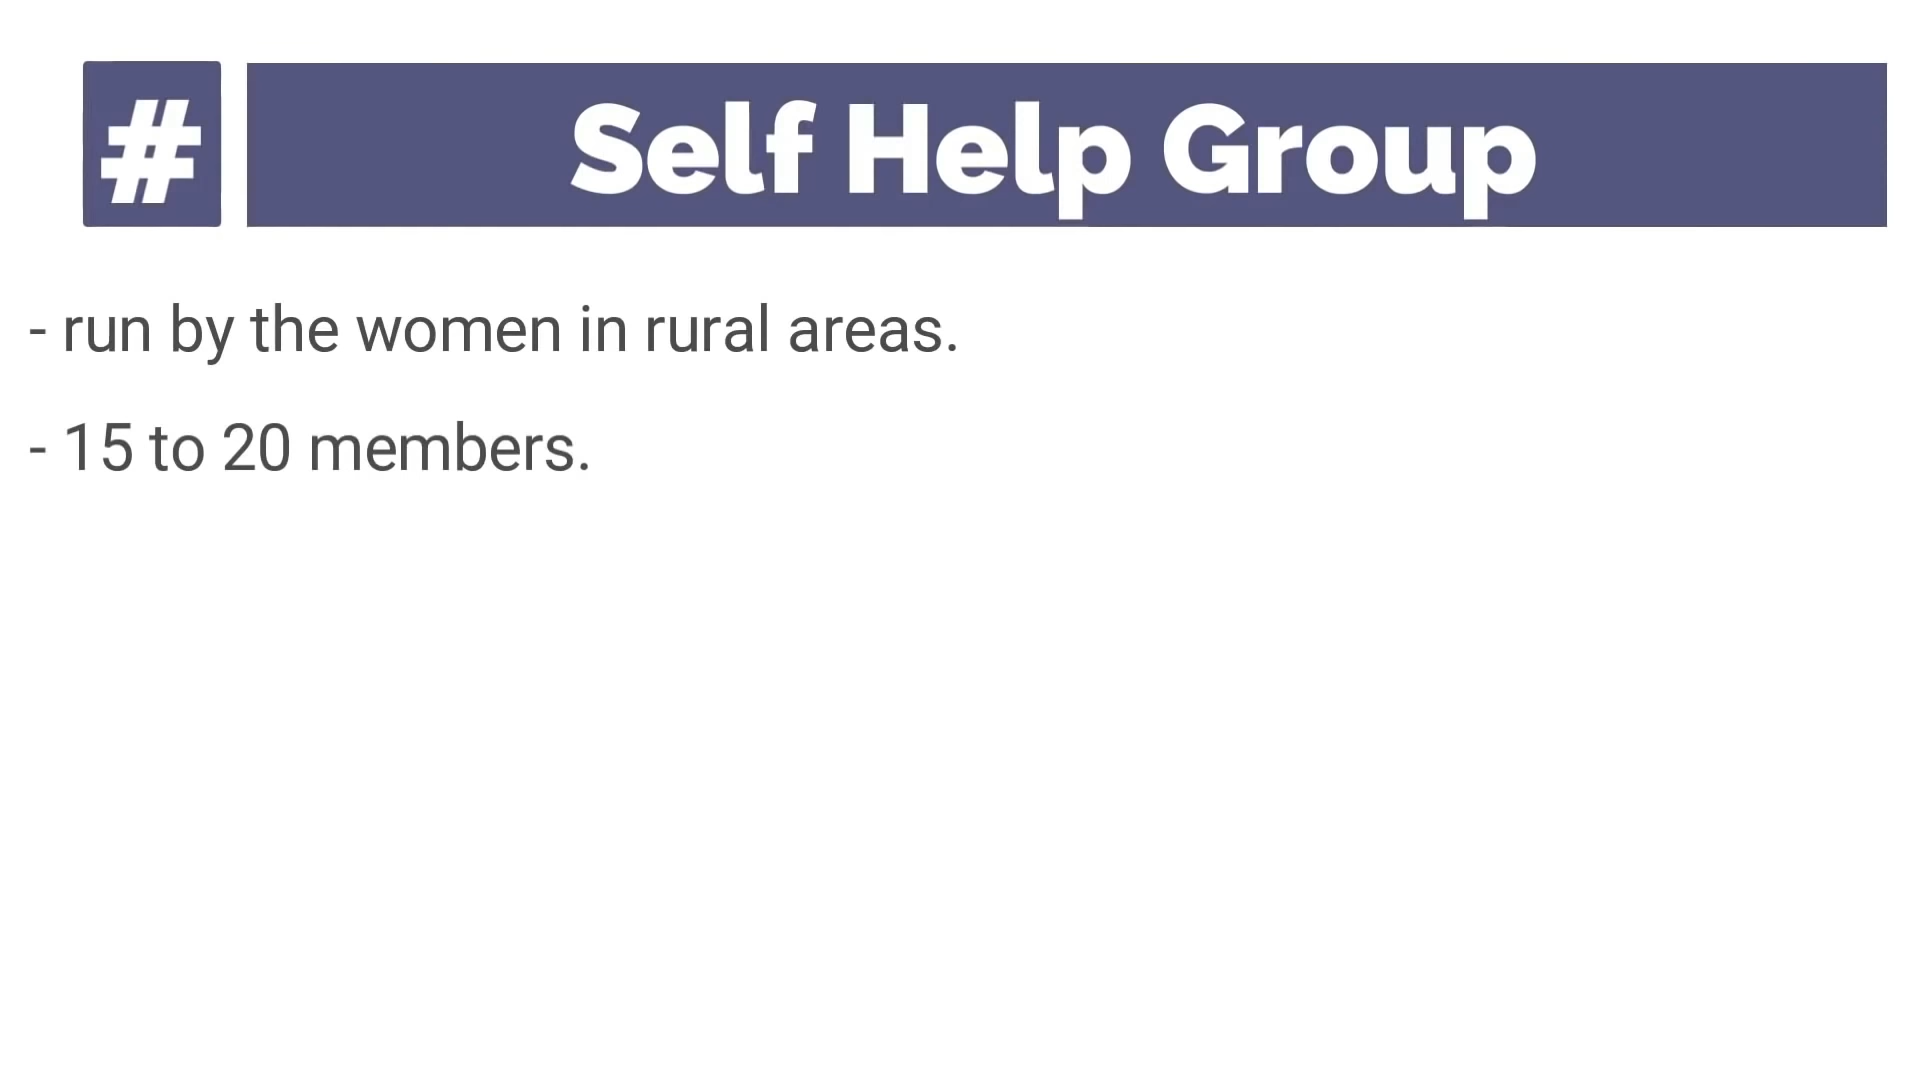 # Self Help Group
- run by the women in rural areas.
- 15 to 20 members.